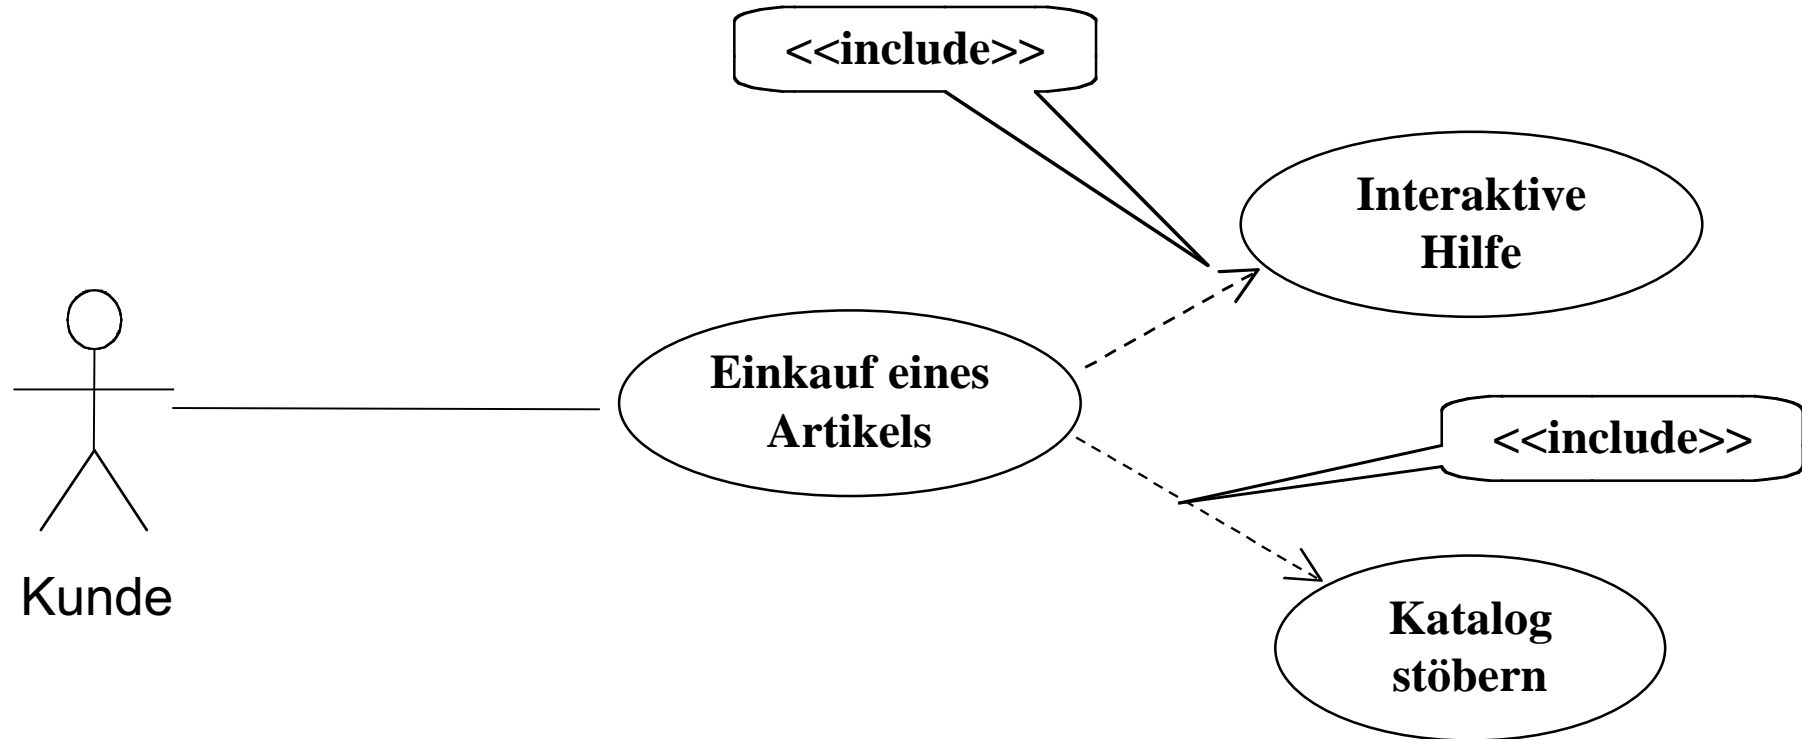 <<include>>
Interaktive
Hilfe
Einkauf eines
Artikels
<<include>>
Kunde
Katalog
stöbern